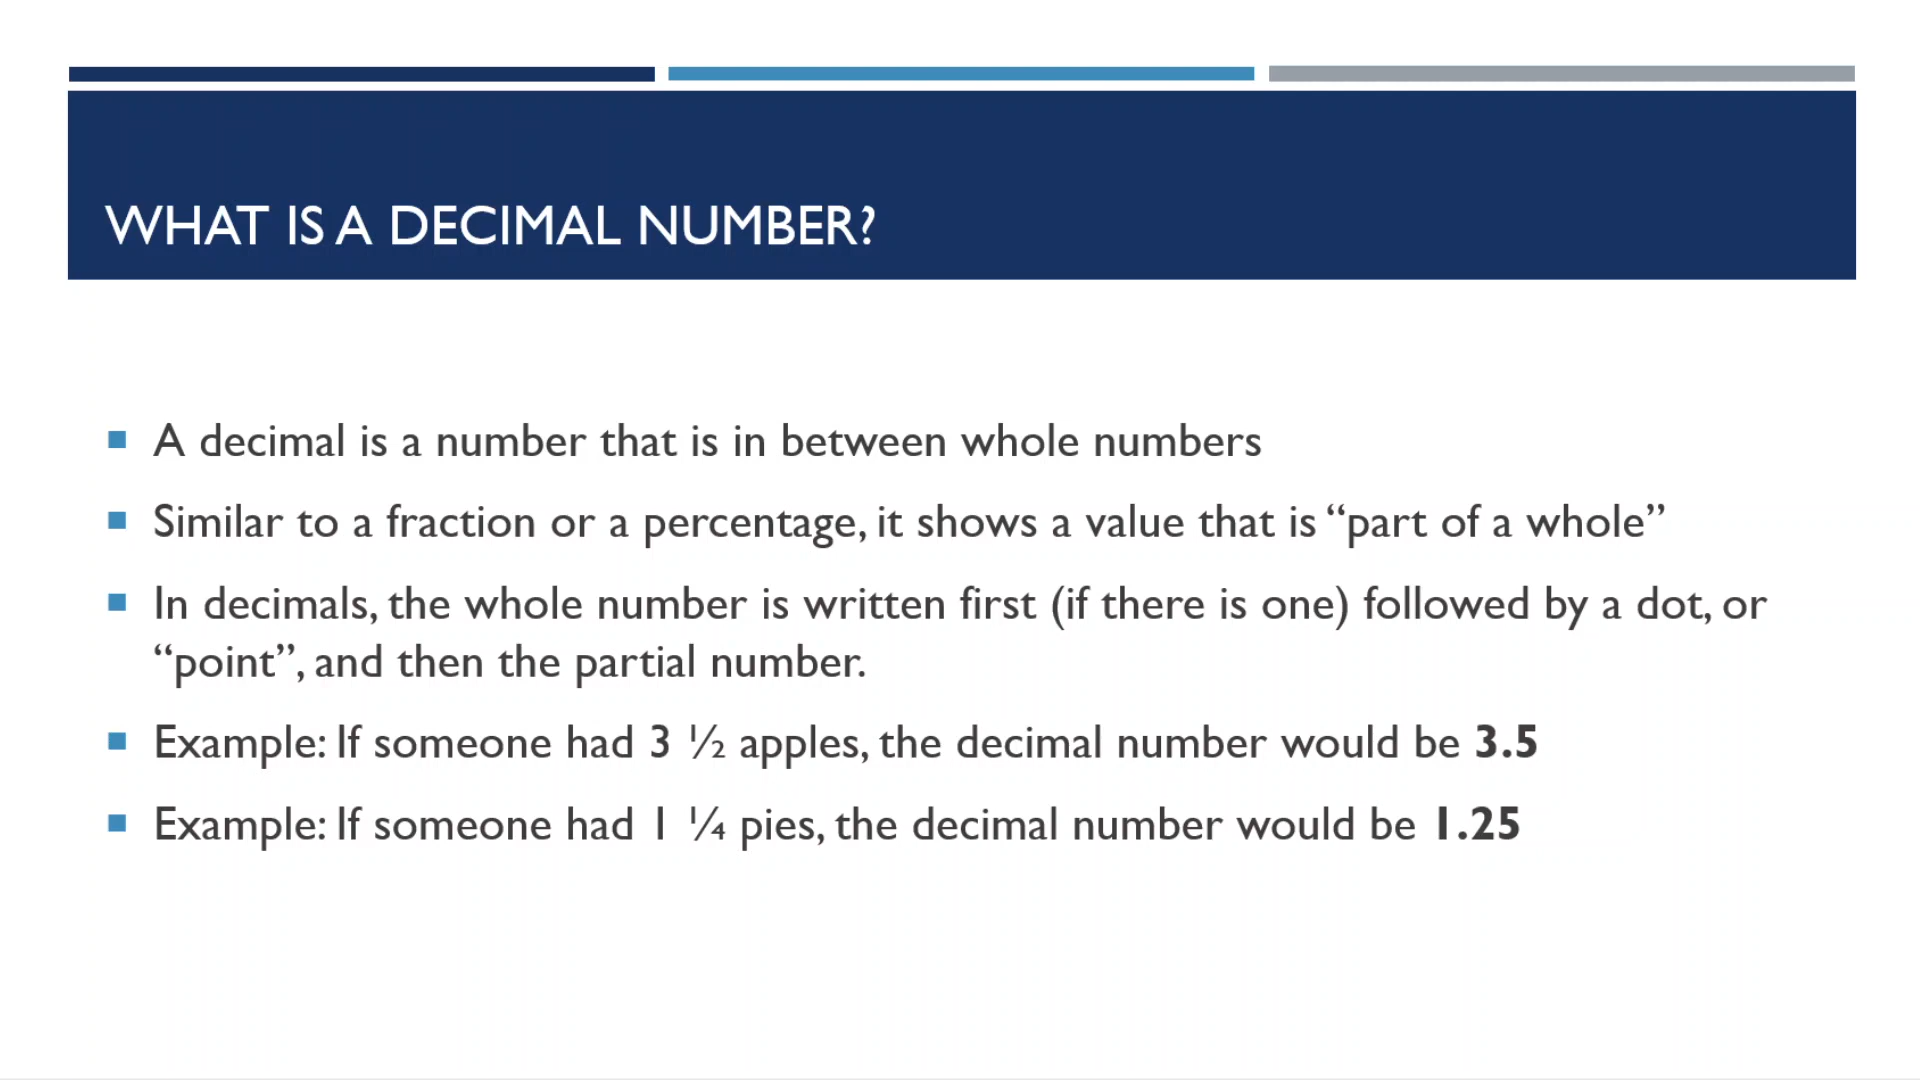 WHAT IS A DECIMAL NUMBER?
A decimal is a number that is in between whole numbers
Similar to a fraction or a percentage, it shows a value that is “part of a whole”
In decimals, the whole number is written first (if there is one) followed by a dot, or
“point”, and then the partial number.
Example: If someone had 3 ½ apples, the decimal number would be 3.5
Example: If someone had 1 ¼ pies, the decimal number would be 1.25